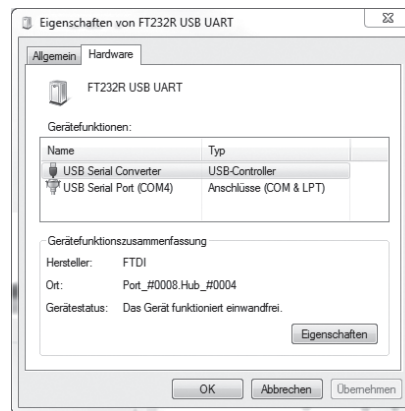 Eigenschaften von FT232R USB UART
Allgemein Hardware
FT232R USB UART
Gerätefunktionen:
Name Typ
USB Serial Converter USB-Controller
USB Serial Port (COM4) Anschlüsse (COM & LPT)
Gerätefunktionszusammenfassung
Hersteller: FTDI
Ort: Port_#0008.Hub_#0004
Gerätestatus: Das Gerät funktioniert einwandfrei.
Eigenschaften
OK Abbrechen Übernehmen